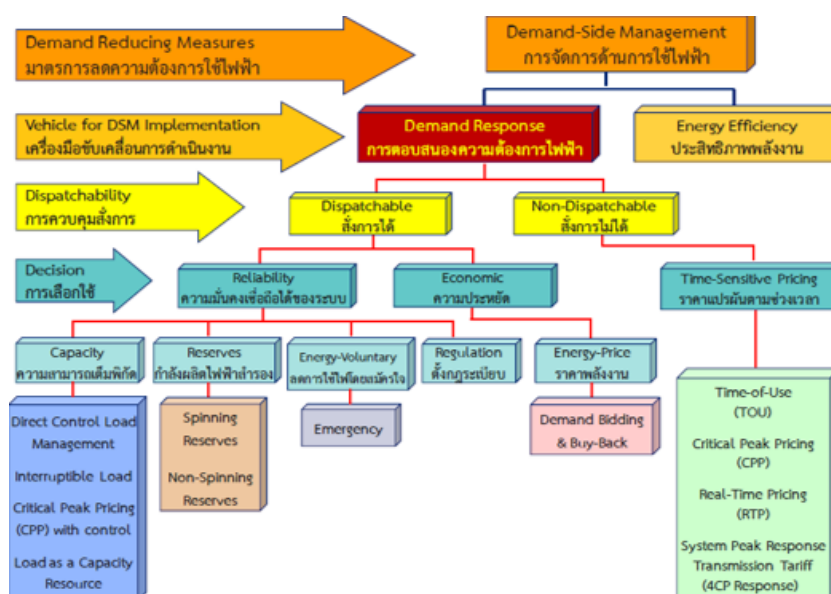 Demand Reducing Measures
มาตรการลดความต้องการใช้ไฟฟ้า
Demand-Side Management
การจัดการด้านการใช้ไฟฟ้า
Vehicle for DSM Implementation
เครื่องมือขับเคลื่อนการดำเนินงาน
Demand Response
การตอบสนองความต้องการไฟฟ้า
Energy Efficiency
ประสิทธิภาพพลังงาน
Dispatchability
การควบคุมสั่งการ
Dispatchable
สั่งการได้
Non-Dispatchable
สั่งการไม่ได้
Decision
การเลือกใช้
Reliability
ความมั่นคงเชื่อถือได้ของระบบ
Economic
ความประหยัด
Time-Sensitive Pricing
ราคาแปรผันตามช่วงเวลา
Capacity
ความสามารถเต็มพิกัด
Reserves
กำลังผลิตไฟฟ้าสำรอง
Energy-Voluntary
ลดการใช้ไฟโดยสมัครใจ
Regulation
ตั้งกฎระเบียบ
Energy-Price
ราคาพลังงาน
Direct Control Load
Management
Interruptible Load
Critical Peak Pricing
(CPP) with control
Load as a Capacity
Resource
Spinning
Reserves
Non-Spinning
Reserves
Emergency
Demand Bidding
& Buy-Back
Time-of-Use
(TOU)
Critical Peak Pricing
(CPP)
Real-Time Pricing
(RTP)
System Peak Response
Transmission Tariff
(4CP Response)